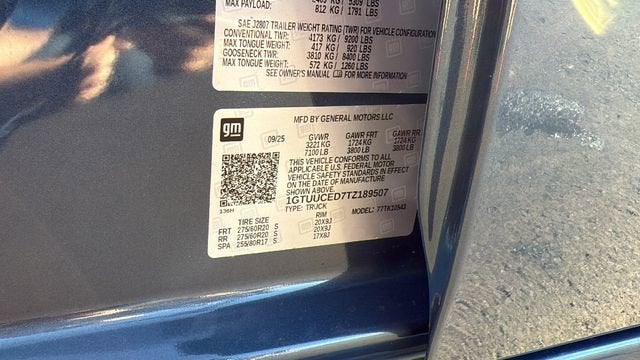 MAX PAYLOAD: 812 KG/ 1791 LBS
SAE J2807 TRAILER WEIGHT RATING (TWR) FOR VEHICLE CONFIGURATION
CONVENTIONAL TWR: 4173 KG/ 9200 LBS
MAX TONGUE WEIGHT: 417 KG/ 920 LBS
GOOSENECK TWR: 3810 KG/ 8400 LBS
MAX TONGUE WEIGHT: 572 KG/ 1260 LBS
SEE OWNER'S MANUAL FOR MORE INFORMATION
gm
MFD BY GENERAL MOTORS LLC
09/25 GVWR GAWR FRT GAWR RR
3221 KG 1724 KG 1724 KG
7100 LB 3800 LB 3800 LB
THIS VEHICLE CONFORMS TO ALL
APPLICABLE U.S. FEDERAL MOTOR
VEHICLE SAFETY STANDARDS IN EFFECT
ON THE DATE OF MANUFACTURE
SHOWN ABOVE.
1GTUUCED7TZ189507
136H TYPE: TRUCK MODEL: 77TK10543
TIRE SIZE RIM
FRT 275/60R20 S 20X9J
RR 275/60R20 S 20X9J
SPA 255/80R17 S 17X8J